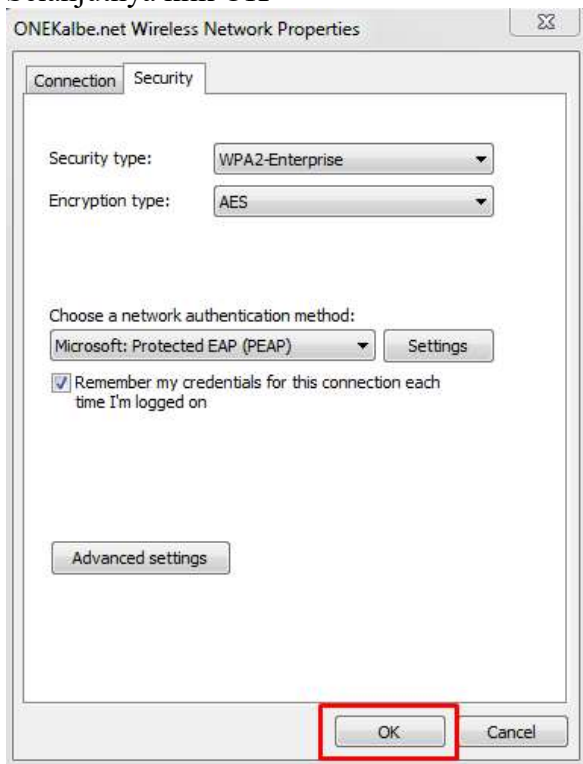 ONEKalbe.net Wireless Network Properties
Connection Security
Security type: WPA2-Enterprise
Encryption type: AES
Choose a network authentication method:
Microsoft: Protected EAP (PEAP) Settings
Remember my credentials for this connection each
time I'm logged on
Advanced settings
OK Cancel